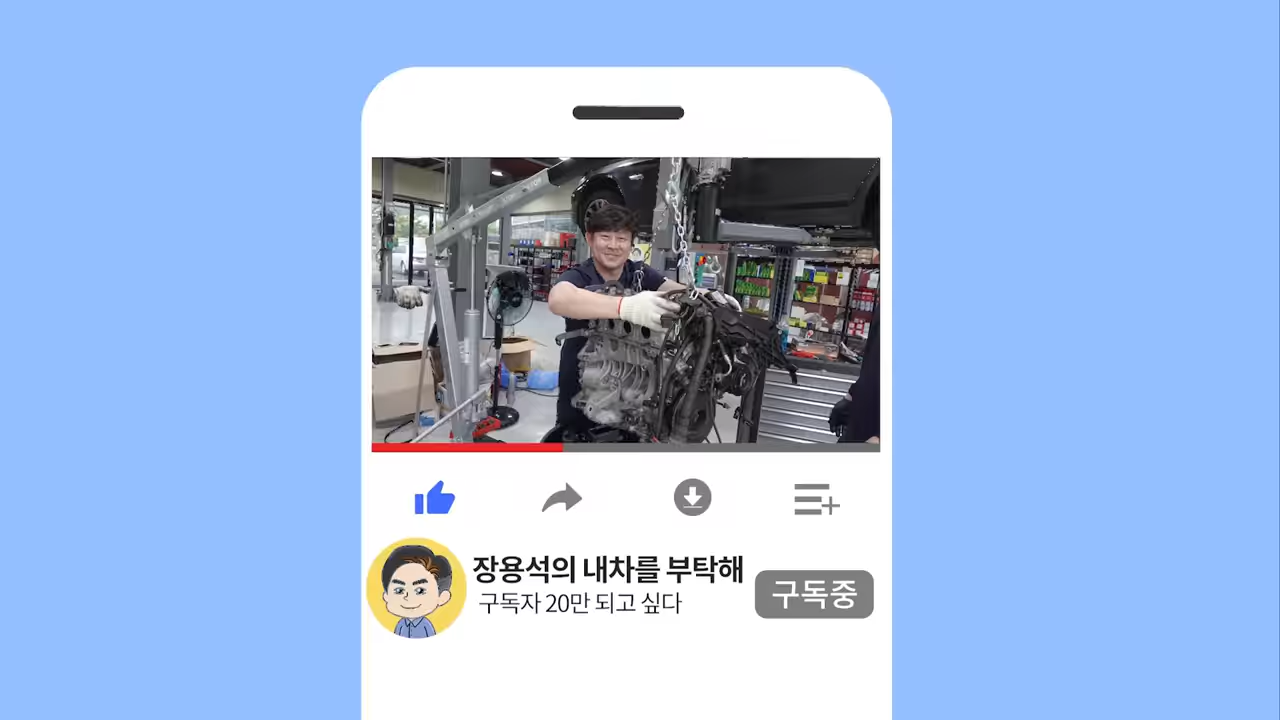 장용석의 내차를 부탁해
구독자 20만 되고 싶다
구독중